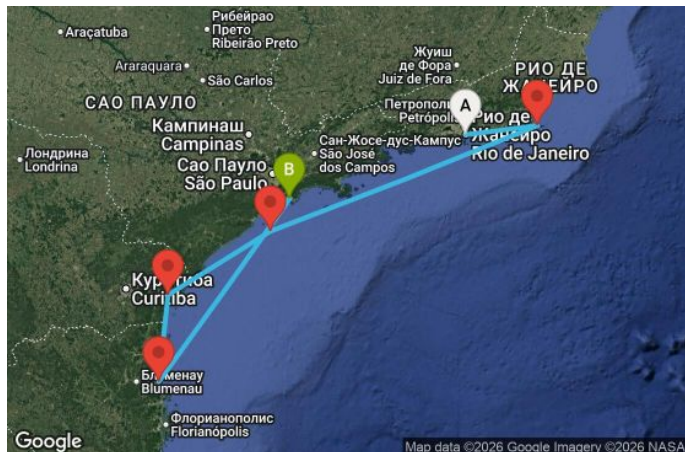 Рибейрао
Прето
Ribeirão Preto
Araçatuba
Araraquara
São Carlos
САО ПАУЛО
Жуиш
де Фора
Juiz de Fora
РИО ДЕ
ЖАНЕЙРО
A
Петрополис
Petrópolis
Рио де
Жанейро
Rio de Janeiro
Кампинаш
Campinas
Сан-Жосе-дус-Кампус
São José
dos Campos
Лондрина
Londrina
Сао Пауло
São Paulo
B
Curitiba
Blumenau
Флорианополис
Florianópolis
Google
Map data ©2026 Google Imagery ©2026 NASA